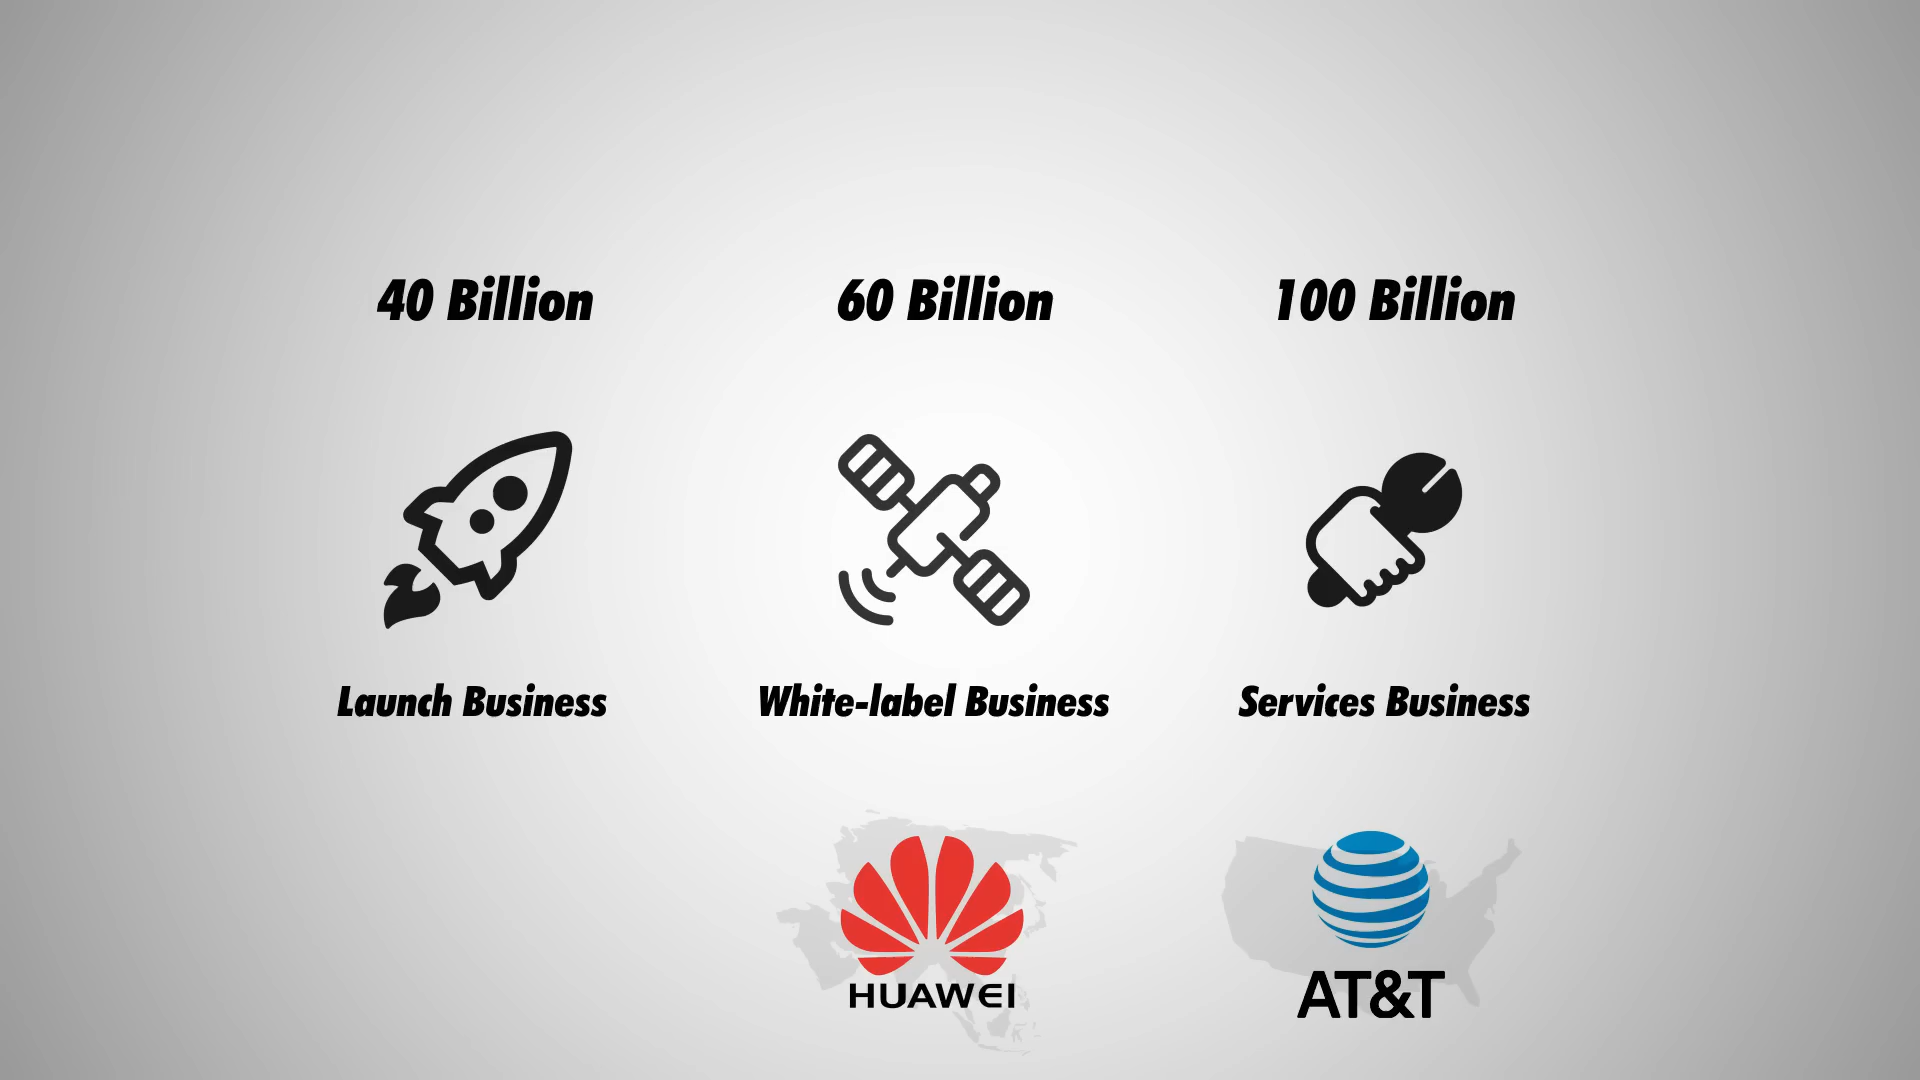 40 Billion
60 Billion
100 Billion
Launch Business
White-label Business
Services Business
HUAWEI
AT&T